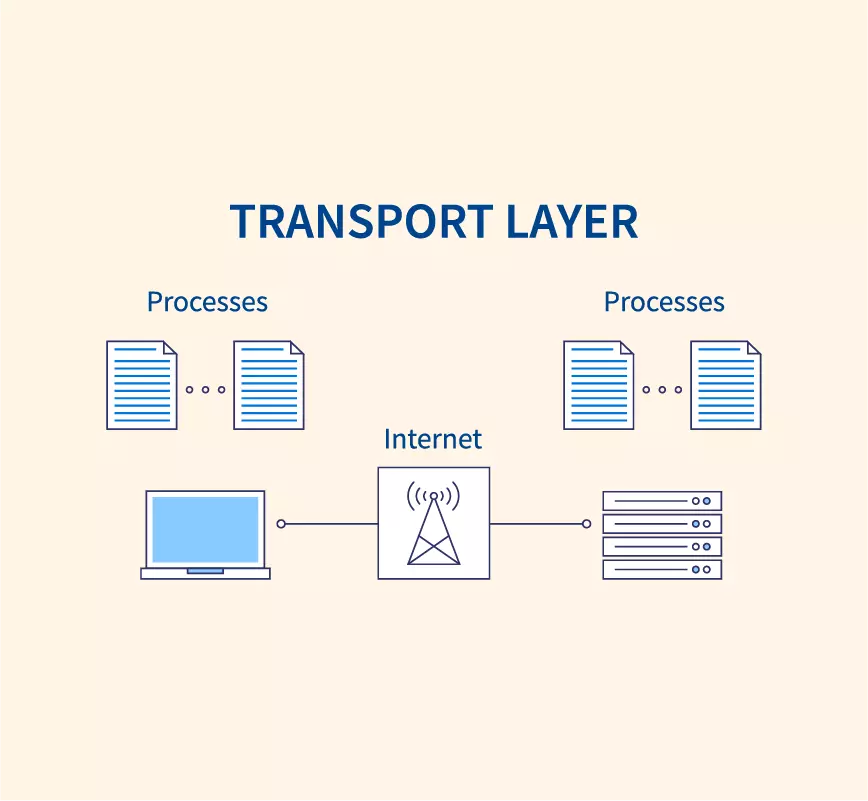 TRANSPORT LAYER
Processes
Processes
Internet